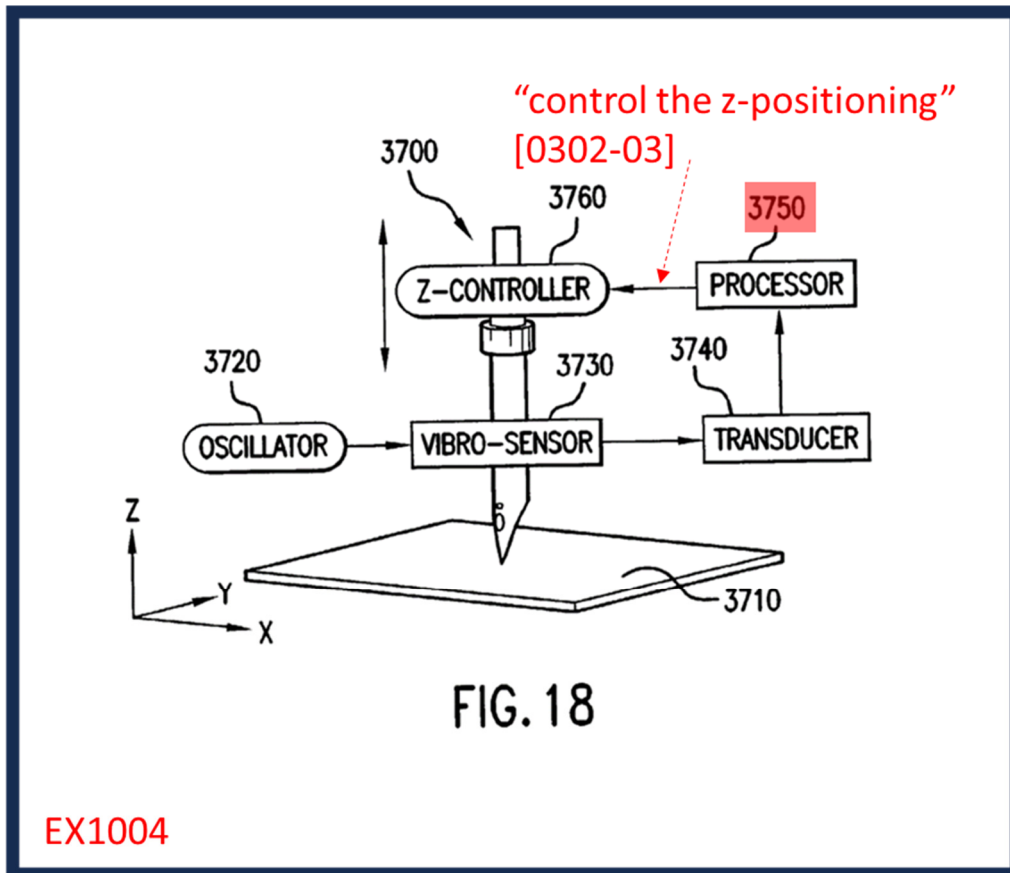 “control the z-positioning”
[0302-03]
3700
3760
3750
Z-CONTROLLER
PROCESSOR
3720
3730
3740
OSCILLATOR
VIBRO-SENSOR
TRANSDUCER
Z
Y
X
3710
FIG. 18
EX1004